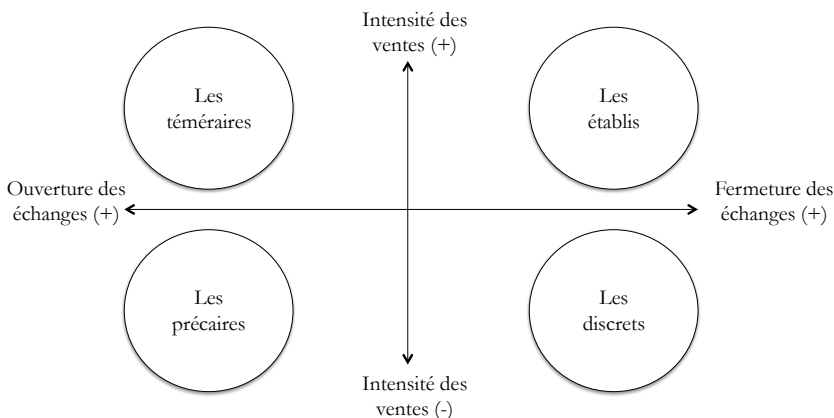 Intensité des
ventes (+)
Les
téméraires
Les
établis
Ouverture des
échanges (+)
Fermeture des
échanges (+)
Les
précaires
Les
discrets
Intensité des
ventes (-)